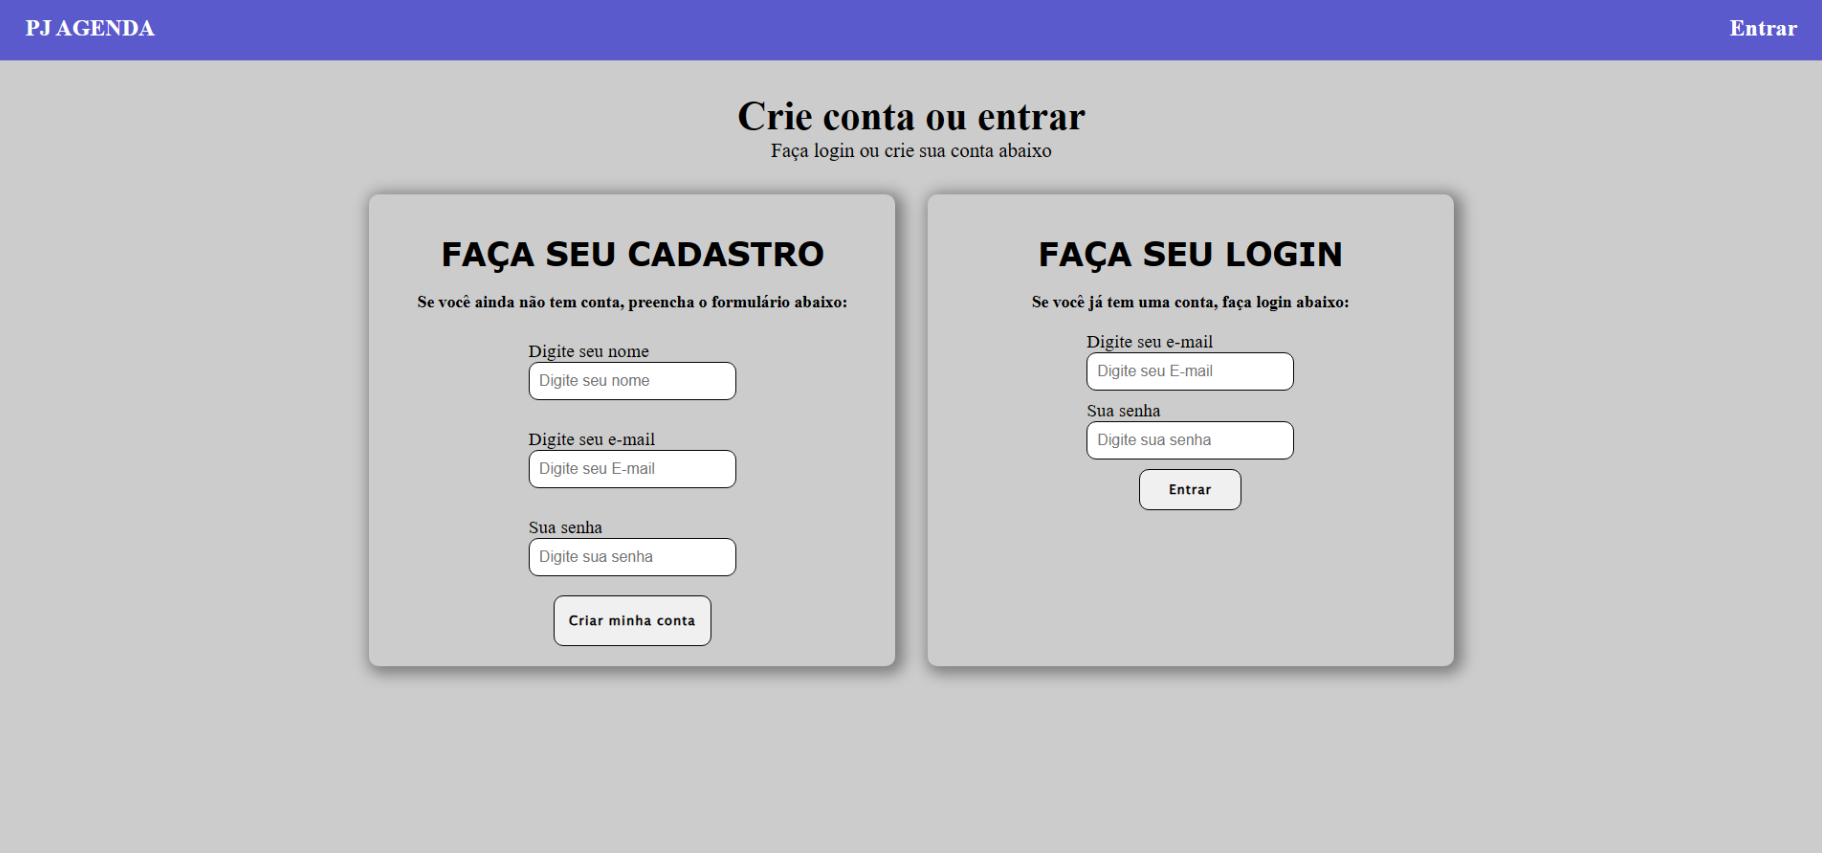 PJ AGENDA
Entrar
Crie conta ou entrar
Faça login ou crie sua conta abaixo
FAÇA SEU CADASTRO
Se você ainda não tem conta, preencha o formulário abaixo:
Digite seu nome
Digite seu nome
Digite seu e-mail
Digite seu E-mail
Sua senha
Digite sua senha
Criar minha conta
FAÇA SEU LOGIN
Se você já tem uma conta, faça login abaixo:
Digite seu e-mail
Digite seu E-mail
Sua senha
Digite sua senha
Entrar